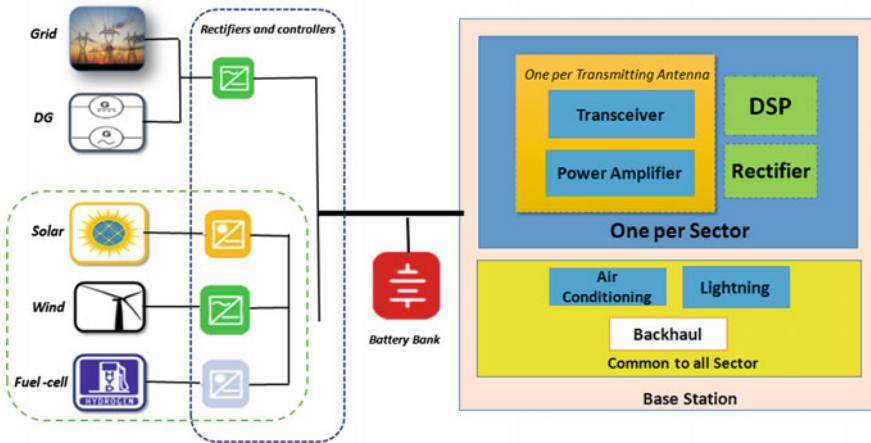 Grid
Rectifiers and controllers
DG
G
G
Solar
Wind
Fuel -cell
HYDROGEN
Battery Bank
One per Transmitting Antenna
Transceiver
Power Amplifier
DSP
Rectifier
One per Sector
Air
Conditioning
Lightning
Backhaul
Common to all Sector
Base Station